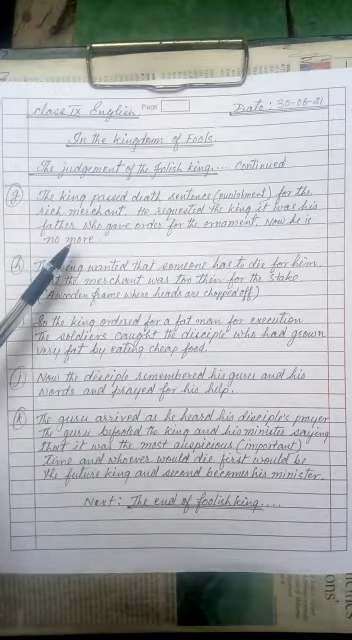 Class IX English Page
Date: 30-06-21
In the kingdom of Fools.
The judgement of the foolish king.... Continued
(g) The king passed death sentence (punishment) for the
rich merchant. He requested the king it was his
father who gave order for the ornament. Now he is
no more.
(h) The king wanted that someone has to die for him.
But the merchant was too thin for the stake
(A wooden frame where heads are chopped off)
So the king ordered for a fat man for execution
The soldiers caught the disciple who had grown
very fat by eating cheap food.
(j) Now the desciple remembered his guru and his
words and prayed for his help.
(k) The guru arrived as he heard his disciple's prayer
The guru befooled the king and his ministe saying
that it was the most auspicious (important)
time and whoever would die first would be
the future king and second becomes his minister.
Next: The end of foolish king....
ons'